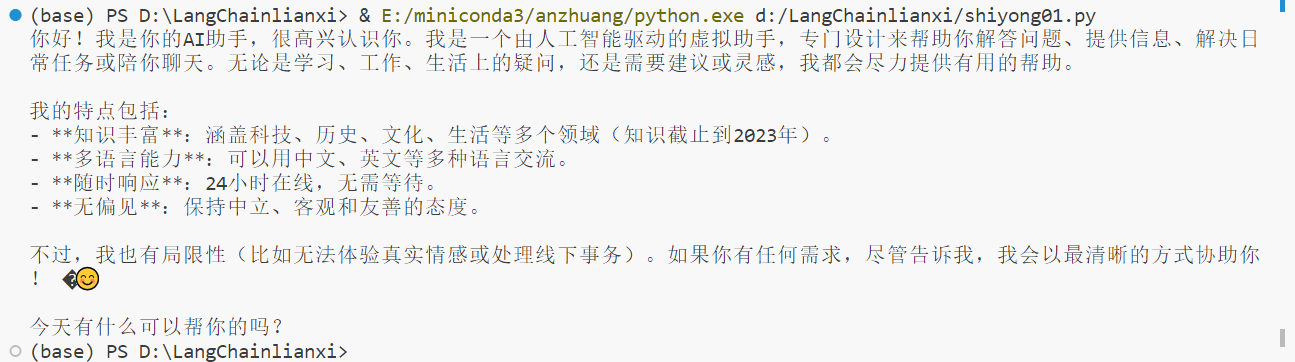 (base) PS D:\LangChainlianxi> & E:/miniconda3/anzhuang/python.exe d:/LangChainlianxi/shiyong01.py
你好！我是你的AI助手，很高兴认识你。我是一个由人工智能驱动的虚拟助手，专门设计来帮助你解答问题、提供信息、解决日
常任务或陪你聊天。无论是学习、工作、生活上的疑问，还是需要建议或灵感，我都会尽力提供有用的帮助。
我的特点包括：
- **知识丰富**：涵盖科技、历史、文化、生活等多个领域（知识截止到2023年）。
- **多语言能力**：可以用中文、英文等多种语言交流。
- **随时响应**：24小时在线，无需等待。
- **无偏见**：保持中立、客观和友善的态度。
不过，我也有局限性（比如无法体验真实情感或处理线下事务）。如果你有任何需求，尽管告诉我，我会以最清晰的方式协助你
！ �😊
今天有什么可以帮你的吗？
(base) PS D:\LangChainlianxi>